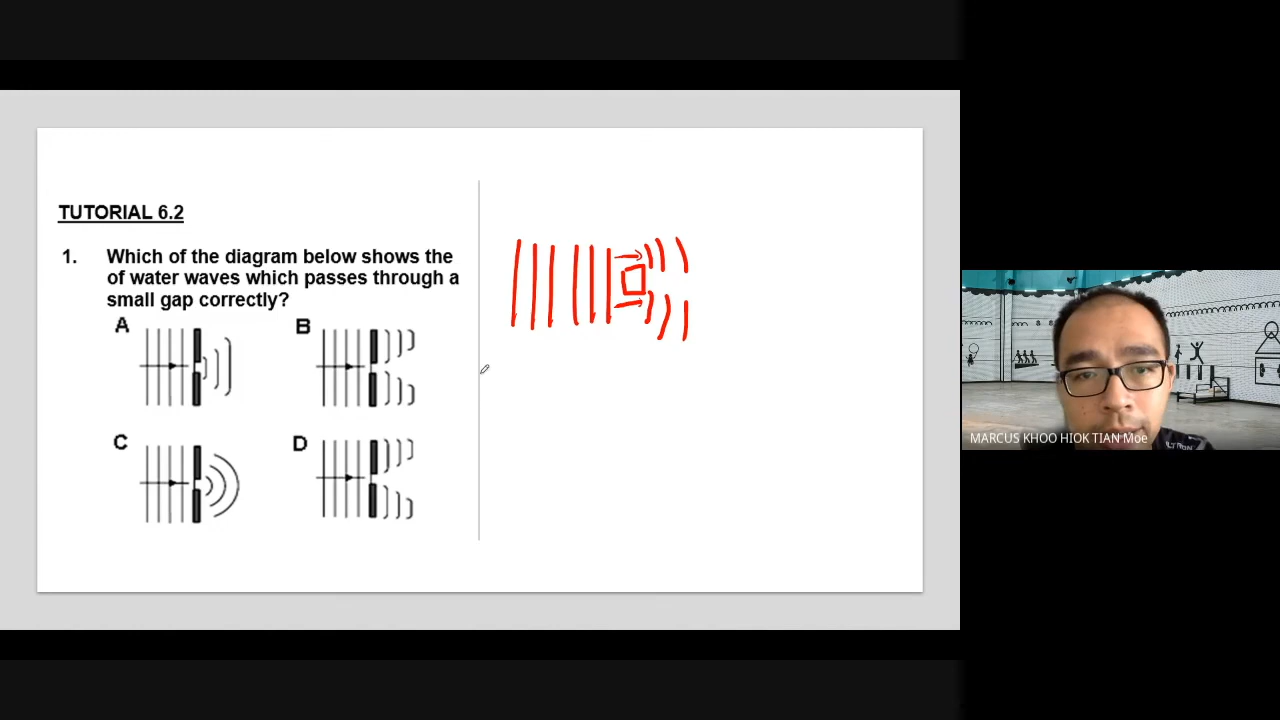 TUTORIAL 6.2
1. Which of the diagram below shows the
of water waves which passes through a
small gap correctly?
A
B
C
D
MARCUS KHOO HIOK TIAN Moe